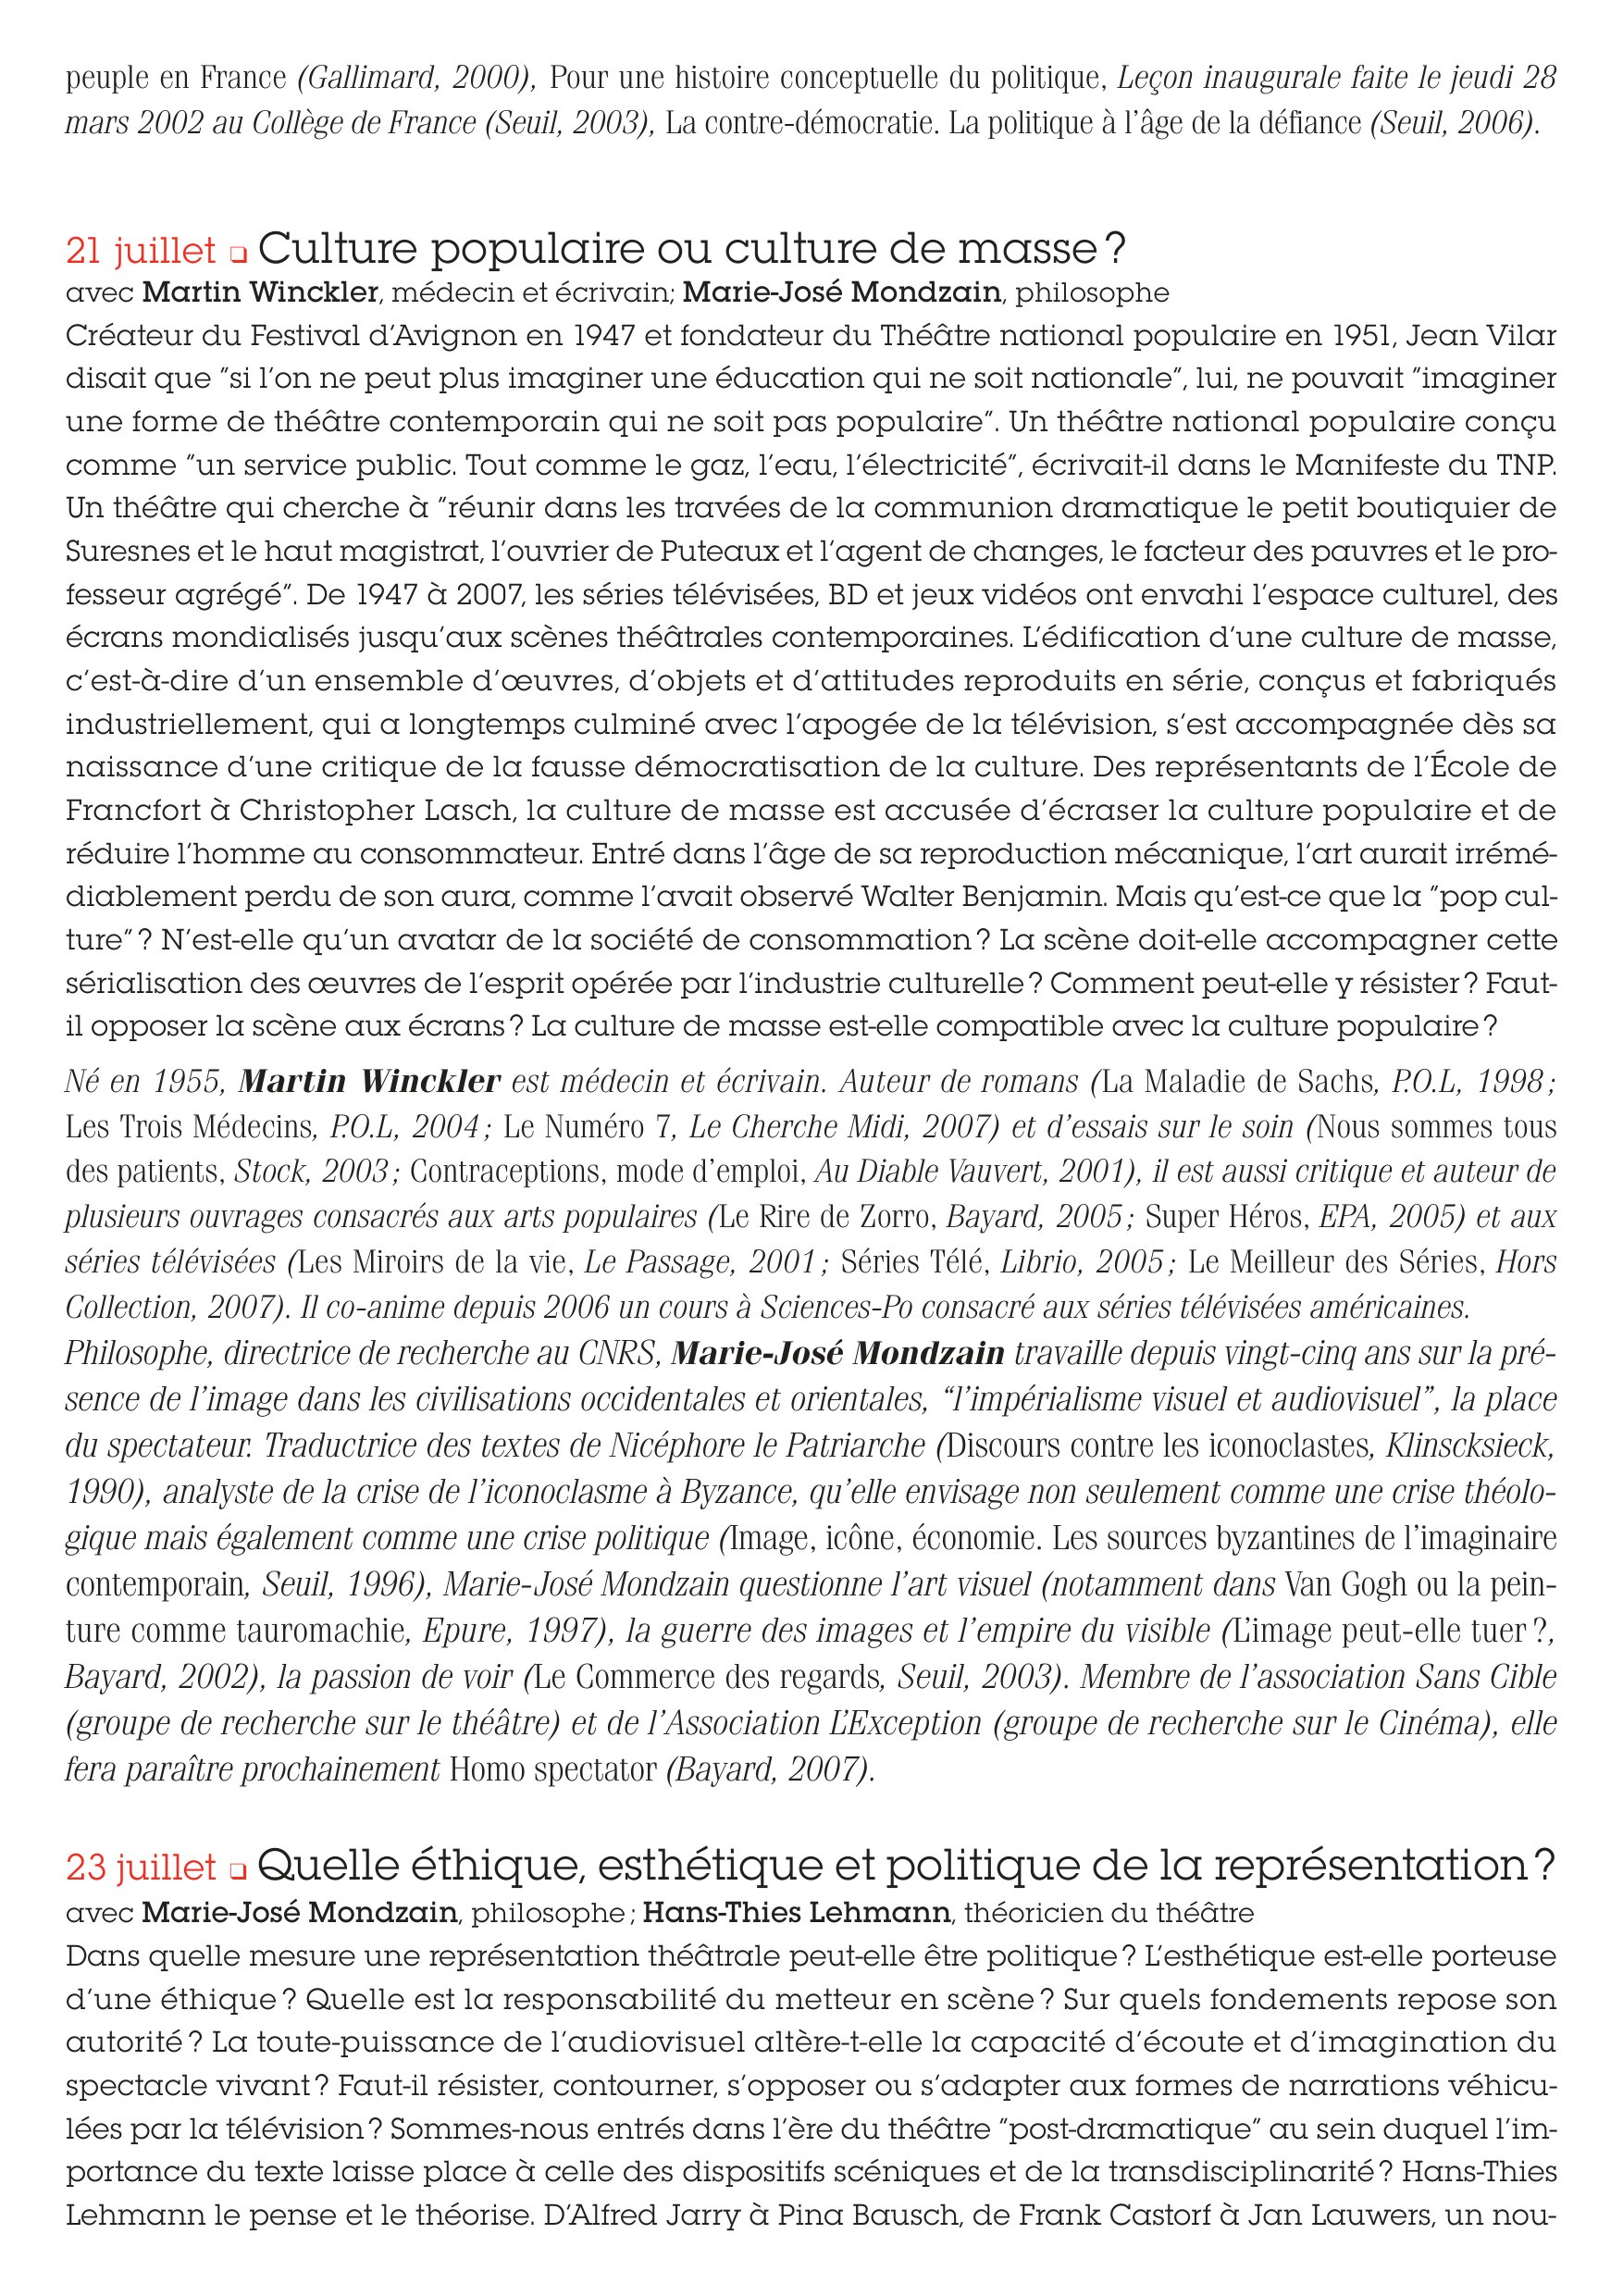 peuple en France (Gallimard, 2000), Pour une histoire conceptuelle du politique, Leçon inaugurale faite le jeudi 28
mars 2002 au Collège de France (Seuil, 2003), La contre-démocratie. La politique à l’âge de la défiance (Seuil, 2006).
21 juillet ❑ Culture populaire ou culture de masse ?
avec Martin Winckler, médecin et écrivain; Marie-José Mondzain, philosophe
Créateur du Festival d’Avignon en 1947 et fondateur du Théâtre national populaire en 1951, Jean Vilar
disait que "si l’on ne peut plus imaginer une éducation qui ne soit nationale", lui, ne pouvait "imaginer
une forme de théâtre contemporain qui ne soit pas populaire". Un théâtre national populaire conçu
comme "un service public. Tout comme le gaz, l’eau, l’électricité", écrivait-il dans le Manifeste du TNP.
Un théâtre qui cherche à "réunir dans les travées de la communion dramatique le petit boutiquier de
Suresnes et le haut magistrat, l’ouvrier de Puteaux et l’agent de changes, le facteur des pauvres et le pro-
fesseur agrégé". De 1947 à 2007, les séries télévisées, BD et jeux vidéos ont envahi l’espace culturel, des
écrans mondialisés jusqu’aux scènes théâtrales contemporaines. L’édification d’une culture de masse,
c’est-à-dire d’un ensemble d’œuvres, d’objets et d’attitudes reproduits en série, conçus et fabriqués
industriellement, qui a longtemps culminé avec l’apogée de la télévision, s’est accompagnée dès sa
naissance d’une critique de la fausse démocratisation de la culture. Des représentants de l’École de
Francfort à Christopher Lasch, la culture de masse est accusée d’écraser la culture populaire et de
réduire l’homme au consommateur. Entré dans l’âge de sa reproduction mécanique, l’art aurait irrémé-
diablement perdu de son aura, comme l’avait observé Walter Benjamin. Mais qu’est-ce que la "pop cul-
ture" ? N’est-elle qu’un avatar de la société de consommation ? La scène doit-elle accompagner cette
sérialisation des œuvres de l’esprit opérée par l’industrie culturelle ? Comment peut-elle y résister ? Faut-
il opposer la scène aux écrans ? La culture de masse est-elle compatible avec la culture populaire ?
Né en 1955, Martin Winckler est médecin et écrivain. Auteur de romans (La Maladie de Sachs, P.O.L, 1998 ;
Les Trois Médecins, P.O.L, 2004 ; Le Numéro 7, Le Cherche Midi, 2007) et d’essais sur le soin (Nous sommes tous
des patients, Stock, 2003 ; Contraceptions, mode d’emploi, Au Diable Vauvert, 2001), il est aussi critique et auteur de
plusieurs ouvrages consacrés aux arts populaires (Le Rire de Zorro, Bayard, 2005 ; Super Héros, EPA, 2005) et aux
séries télévisées (Les Miroirs de la vie, Le Passage, 2001 ; Séries Télé, Librio, 2005 ; Le Meilleur des Séries, Hors
Collection, 2007). Il co-anime depuis 2006 un cours à Sciences-Po consacré aux séries télévisées américaines.
Philosophe, directrice de recherche au CNRS, Marie-José Mondzain travaille depuis vingt-cinq ans sur la pré-
sence de l’image dans les civilisations occidentales et orientales, “l’impérialisme visuel et audiovisuel”, la place
du spectateur. Traductrice des textes de Nicéphore le Patriarche (Discours contre les iconoclastes, Klinscksieck,
1990), analyste de la crise de l’iconoclasme à Byzance, qu’elle envisage non seulement comme une crise théolo-
gique mais également comme une crise politique (Image, icône, économie. Les sources byzantines de l’imaginaire
contemporain, Seuil, 1996), Marie-José Mondzain questionne l’art visuel (notamment dans Van Gogh ou la pein-
ture comme tauromachie, Epure, 1997), la guerre des images et l’empire du visible (L’image peut-elle tuer ?,
Bayard, 2002), la passion de voir (Le Commerce des regards, Seuil, 2003). Membre de l’association Sans Cible
(groupe de recherche sur le théâtre) et de l’Association L’Exception (groupe de recherche sur le Cinéma), elle
fera paraître prochainement Homo spectator (Bayard, 2007).
23 juillet ❑ Quelle éthique, esthétique et politique de la représentation ?
avec Marie-José Mondzain, philosophe ; Hans-Thies Lehmann, théoricien du théâtre
Dans quelle mesure une représentation théâtrale peut-elle être politique ? L’esthétique est-elle porteuse
d’une éthique ? Quelle est la responsabilité du metteur en scène ? Sur quels fondements repose son
autorité ? La toute-puissance de l’audiovisuel altère-t-elle la capacité d’écoute et d’imagination du
spectacle vivant ? Faut-il résister, contourner, s’opposer ou s’adapter aux formes de narrations véhicu-
lées par la télévision ? Sommes-nous entrés dans l’ère du théâtre "post-dramatique" au sein duquel l’im-
portance du texte laisse place à celle des dispositifs scéniques et de la transdisciplinarité ? Hans-Thies
Lehmann le pense et le théorise. D’Alfred Jarry à Pina Bausch, de Frank Castorf à Jan Lauwers, un nou-